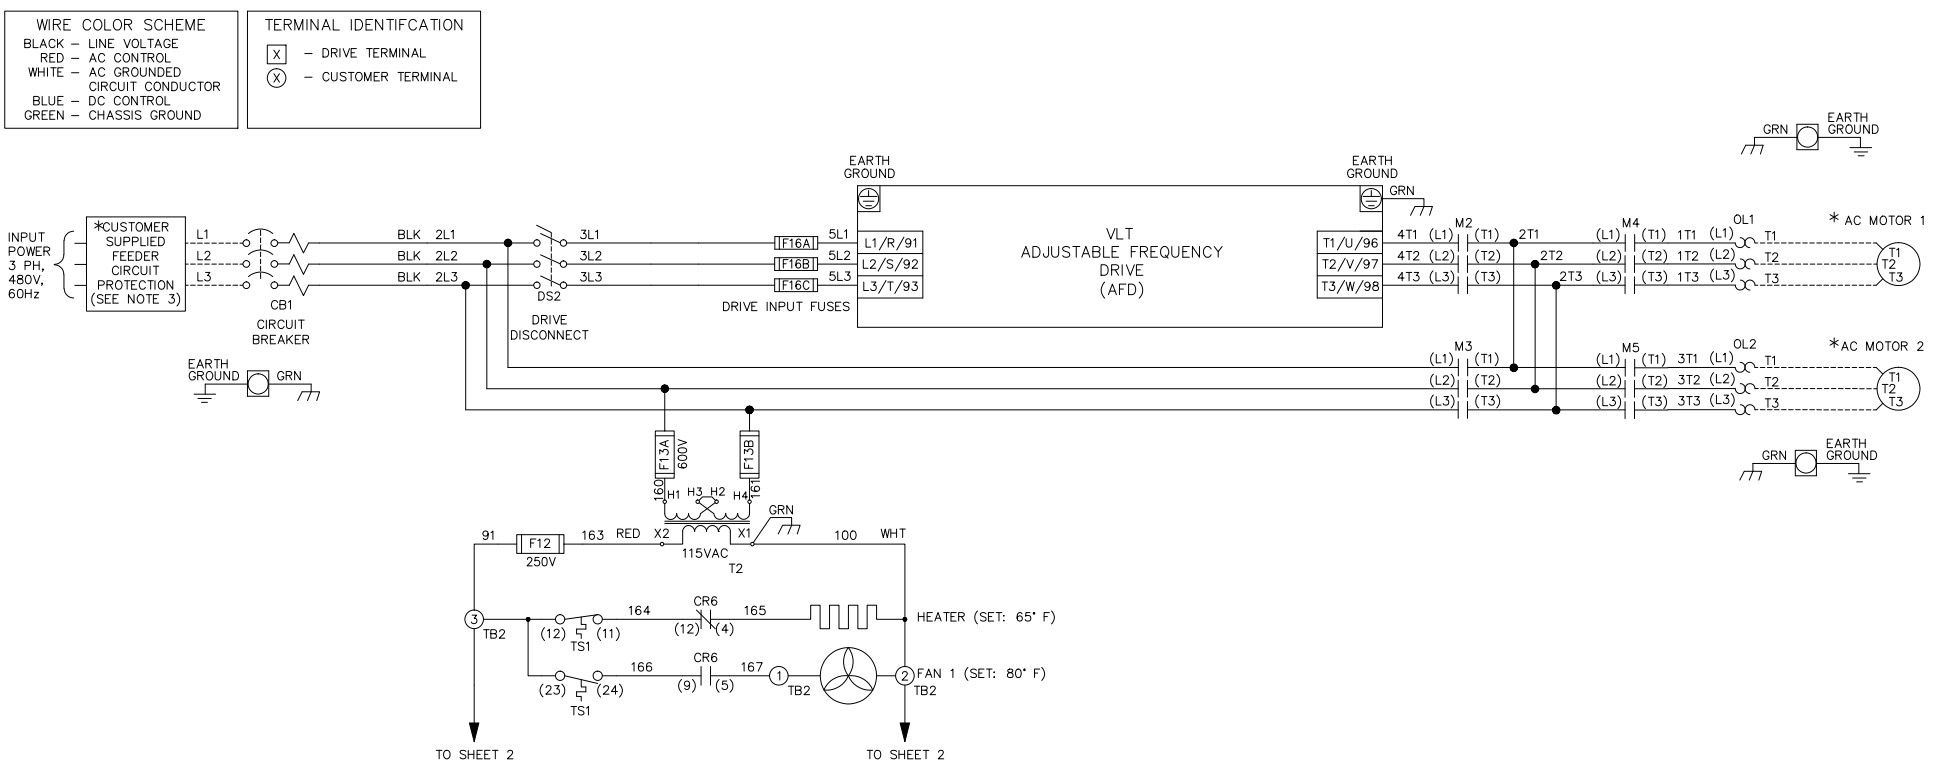 WIRE COLOR SCHEME
BLACK – LINE VOLTAGE
RED – AC CONTROL
WHITE – AC GROUNDED
CIRCUIT CONDUCTOR
BLUE – DC CONTROL
GREEN – CHASSIS GROUND
TERMINAL IDENTIFCATION
X – DRIVE TERMINAL
X – CUSTOMER TERMINAL
EARTH
GRN GROUND
EARTH
GROUND
EARTH
GROUND
GRN
INPUT
POWER
3 PH,
480V,
60Hz
*CUSTOMER
SUPPLIED
FEEDER
CIRCUIT
PROTECTION
(SEE NOTE 3)
L1
L2
L3
CB1
CIRCUIT
BREAKER
BLK 2L1
BLK 2L2
BLK 2L3
DS2
DRIVE
DISCONNECT
3L1
3L2
3L3
F16A
F16B
F16C
DRIVE INPUT FUSES
5L1
5L2
5L3
L1/R/91
L2/S/92
L3/T/93
VLT
ADJUSTABLE FREQUENCY
DRIVE
(AFD)
T1/U/96
T2/V/97
T3/W/98
M2 M4 OL1 * AC MOTOR 1
4T1 (L1) (T1) 2T1 (L1) (T1) 1T1 (L1) T1
4T2 (L2) (T2) 2T2 (L2) (T2) 1T2 (L2) T2
4T3 (L3) (T3) 2T3 (L3) (T3) 1T3 (L3) T3
T1
T2
T3
M3 M5 OL2 *AC MOTOR 2
(L1) (T1) (L1) (T1) 3T1 (L1) T1
(L2) (T2) (L2) (T2) 3T2 (L2) T2
(L3) (T3) (L3) (T3) 3T3 (L3) T3
T1
T2
T3
EARTH
GROUND GRN
EARTH
GRN GROUND
F13A
600V
F13B
160
161
H1 H3 H2 H4
GRN
91 F12 163 RED X2 X1 100 WHT
250V
115VAC
T2
3
TB2
164 CR6 165
(12) (11) (12) (4)
TS1
HEATER (SET: 65° F)
166 CR6 167
(23) (24) (9) (5)
TS1
1
TB2
2
TB2
FAN 1 (SET: 80° F)
TO SHEET 2
TO SHEET 2